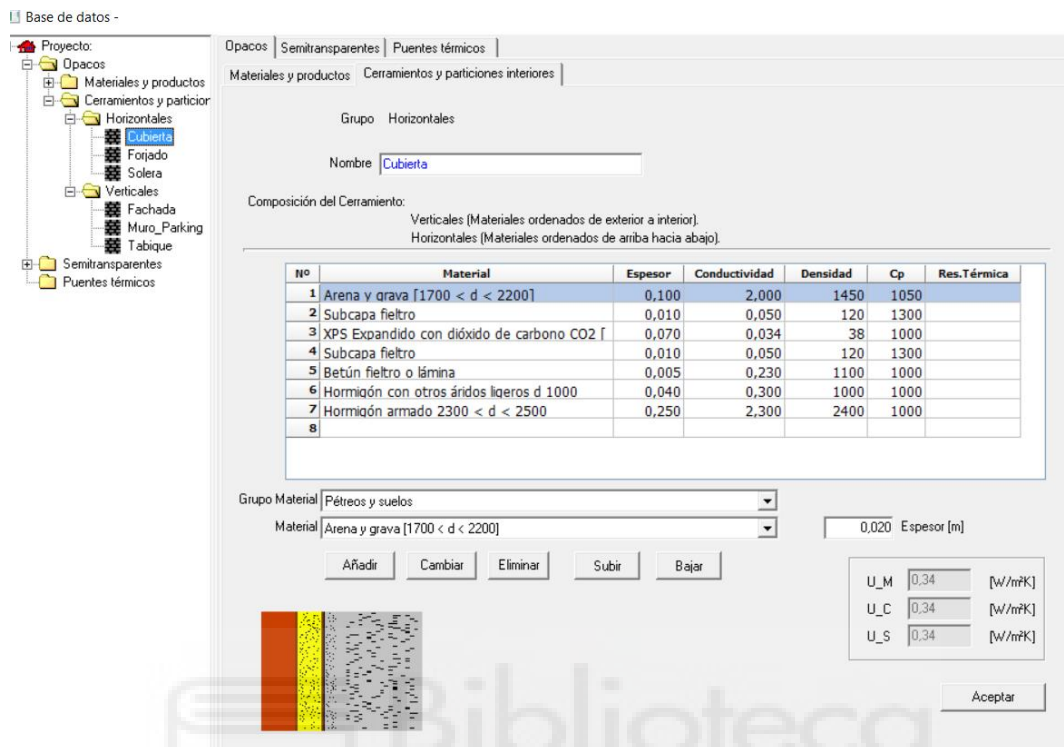 Base de datos -
Proyecto:
Opacos
Materiales y productos
Cerramientos y particior
Horizontales
Cubierta
Forjado
Solera
Verticales
Fachada
Muro_Parking
Tabique
Semitransparentes
Puentes térmicos
Opacos Semitransparentes Puentes térmicos
Materiales y productos Cerramientos y particiones interiores
Grupo Horizontales
Nombre Cubierta
Composición del Cerramiento:
Verticales (Materiales ordenados de exterior a interior).
Horizontales (Materiales ordenados de arriba hacia abajo).
Nº Material Espesor Conductividad Densidad Cp Res.Térmica
1 Arena y grava [1700 < d < 2200] 0,100 2,000 1450 1050
2 Subcapa fieltro 0,010 0,050 120 1300
3 XPS Expandido con dióxido de carbono CO2 [ 0,070 0,034 38 1000
4 Subcapa fieltro 0,010 0,050 120 1300
5 Betún fieltro o lámina 0,005 0,230 1100 1000
6 Hormigón con otros áridos ligeros d 1000 0,040 0,300 1000 1000
7 Hormigón armado 2300 < d < 2500 0,250 2,300 2400 1000
8
Grupo Material Pétreos y suelos
Material Arena y grava [1700 < d < 2200] 0,020 Espesor [m]
Añadir Cambiar Eliminar Subir Bajar
U_M 0,34 [W/m²K]
U_C 0,34 [W/m²K]
U_S 0,34 [W/m²K]
Aceptar
Biblioteca